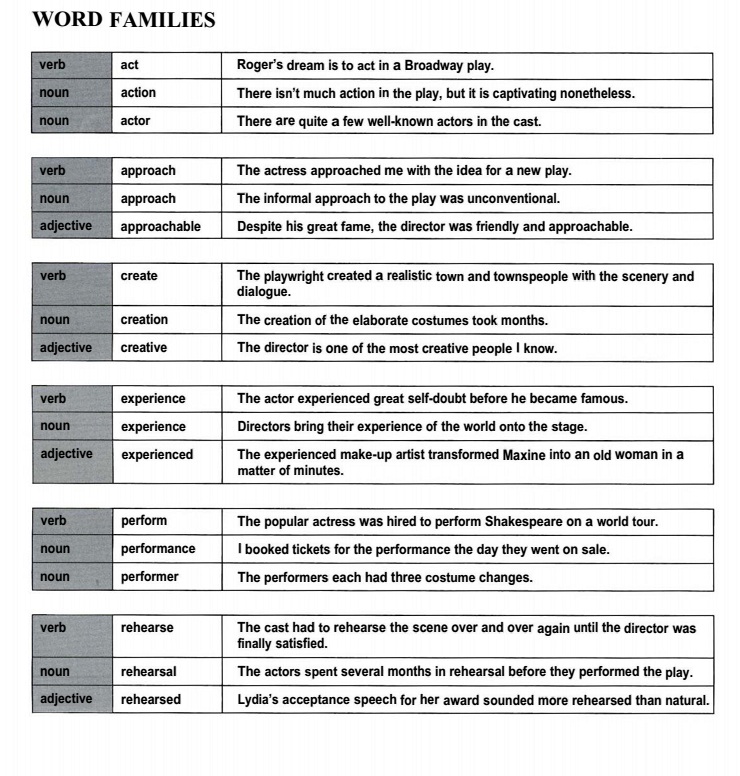 WORD FAMILIES
verb act Roger's dream is to act in a Broadway play.
noun action There isn't much action in the play, but it is captivating nonetheless.
noun actor There are quite a few well-known actors in the cast.
verb approach The actress approached me with the idea for a new play.
noun approach The informal approach to the play was unconventional.
adjective approachable Despite his great fame, the director was friendly and approachable.
verb create The playwright created a realistic town and townspeople with the scenery and
dialogue.
noun creation The creation of the elaborate costumes took months.
adjective creative The director is one of the most creative people I know.
verb experience The actor experienced great self-doubt before he became famous.
noun experience Directors bring their experience of the world onto the stage.
adjective experienced The experienced make-up artist transformed Maxine into an old woman in a
matter of minutes.
verb perform The popular actress was hired to perform Shakespeare on a world tour.
noun performance I booked tickets for the performance the day they went on sale.
noun performer The performers each had three costume changes.
verb rehearse The cast had to rehearse the scene over and over again until the director was
finally satisfied.
noun rehearsal The actors spent several months in rehearsal before they performed the play.
adjective rehearsed Lydia's acceptance speech for her award sounded more rehearsed than natural.